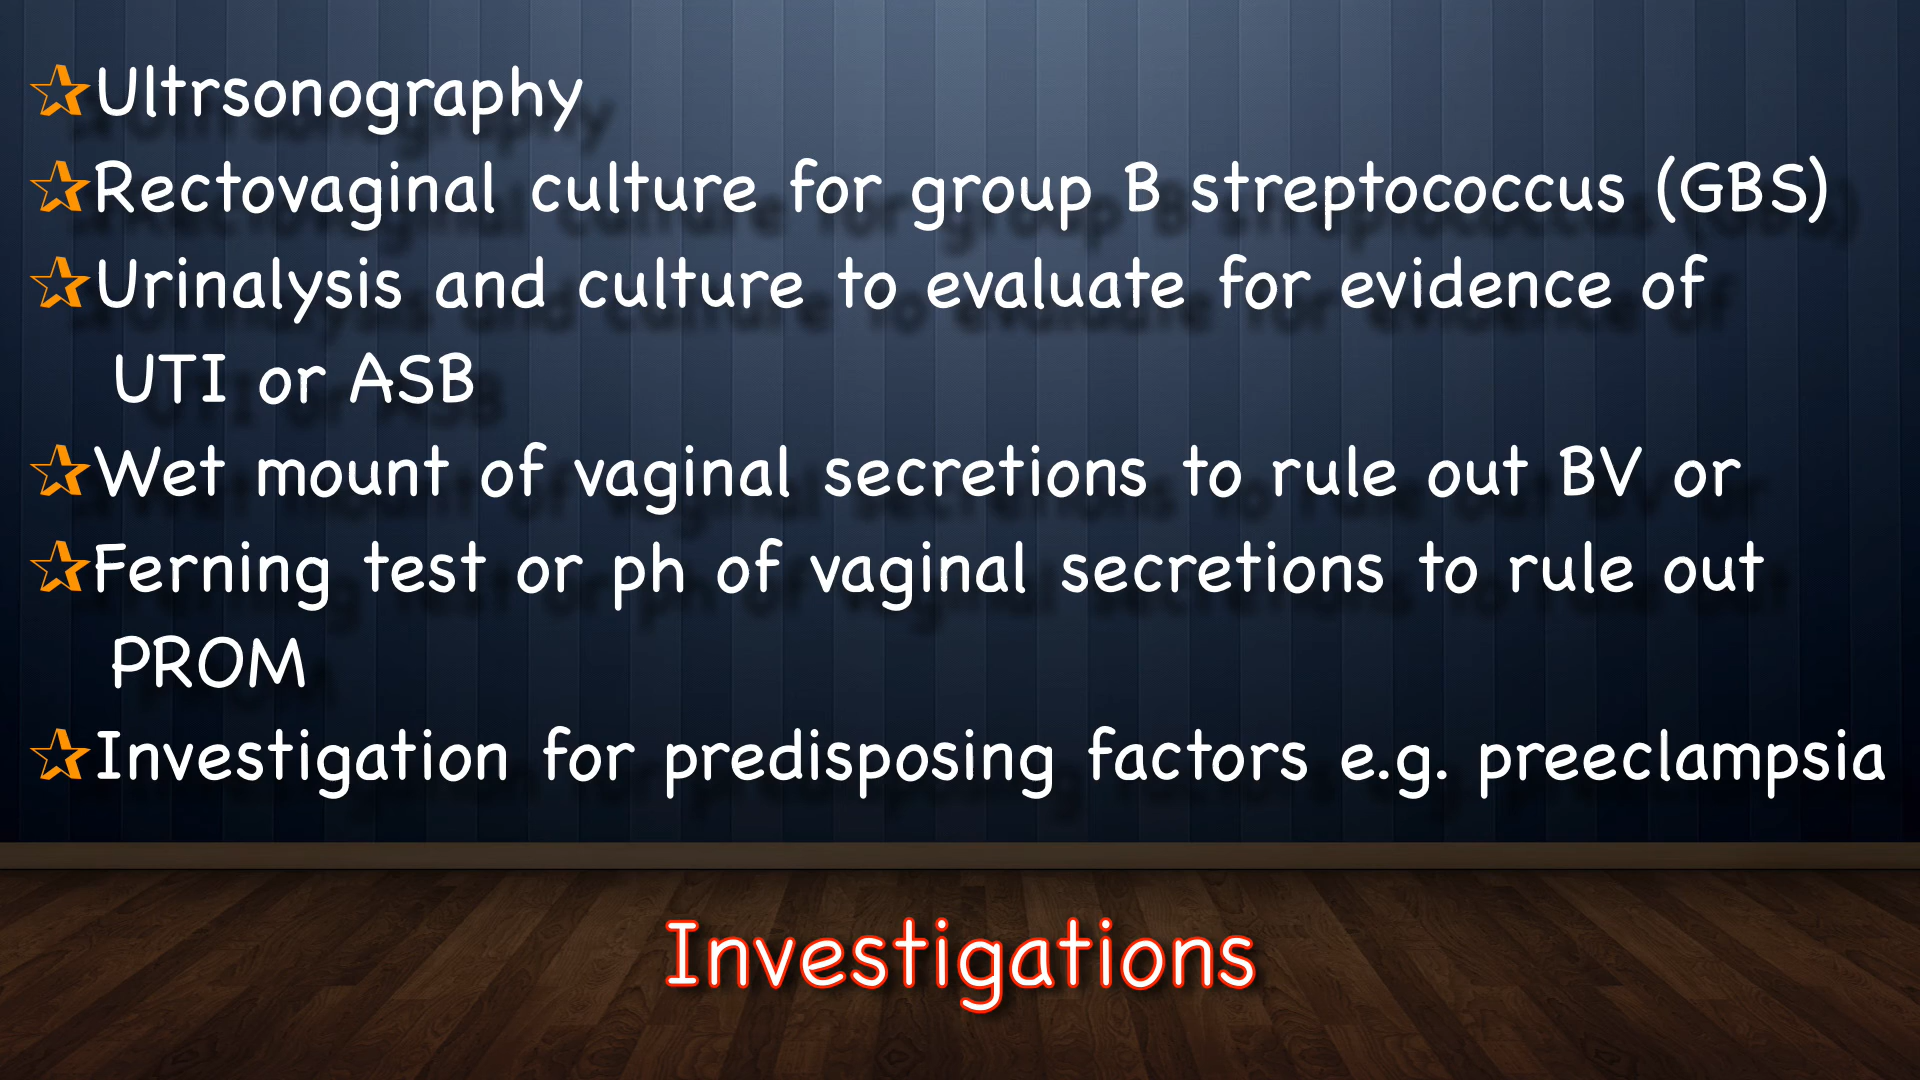 ☆Ultrsonography
☆Rectovaginal culture for group B streptococcus (GBS)
☆Urinalysis and culture to evaluate for evidence of
UTI or ASB
☆Wet mount of vaginal secretions to rule out BV or
☆Ferning test or ph of vaginal secretions to rule out
PROM
☆Investigation for predisposing factors e.g. preeclampsia
Investigations